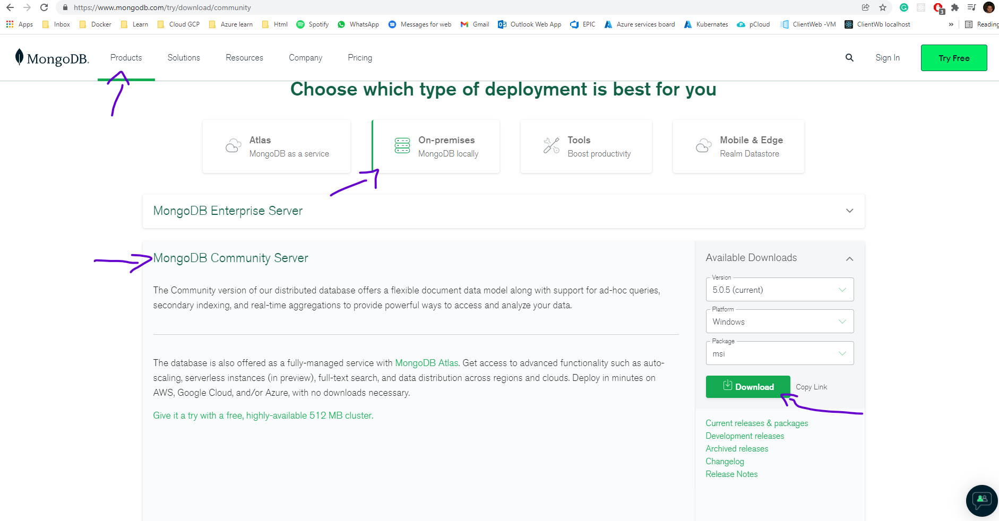 https://www.mongodb.com/try/download/community
3
Apps Inbox Docker Learn Cloud GCP Azure learn Html Spotify WhatsApp Messages for web Gmail Outlook Web App EPIC Azure services board Kubernates pCloud ClientWeb -VM ClientWb localhost » Reading
MongoDB. Products Solutions Resources Company Pricing Sign In Try Free
Choose which type of deployment is best for you
Atlas
MongoDB as a service
On-premises
MongoDB locally
Tools
Boost productivity
Mobile & Edge
Realm Datastore
MongoDB Enterprise Server
MongoDB Community Server
The Community version of our distributed database offers a flexible document data model along with support for ad-hoc queries,
secondary indexing, and real-time aggregations to provide powerful ways to access and analyze your data.
The database is also offered as a fully-managed service with MongoDB Atlas. Get access to advanced functionality such as auto-
scaling, serverless instances (in preview), full-text search, and data distribution across regions and clouds. Deploy in minutes on
AWS, Google Cloud, and/or Azure, with no downloads necessary.
Give it a try with a free, highly-available 512 MB cluster.
Available Downloads
Version
5.0.5 (current)
Platform
Windows
Package
msi
Download Copy Link
Current releases & packages
Development releases
Archived releases
Changelog
Release Notes